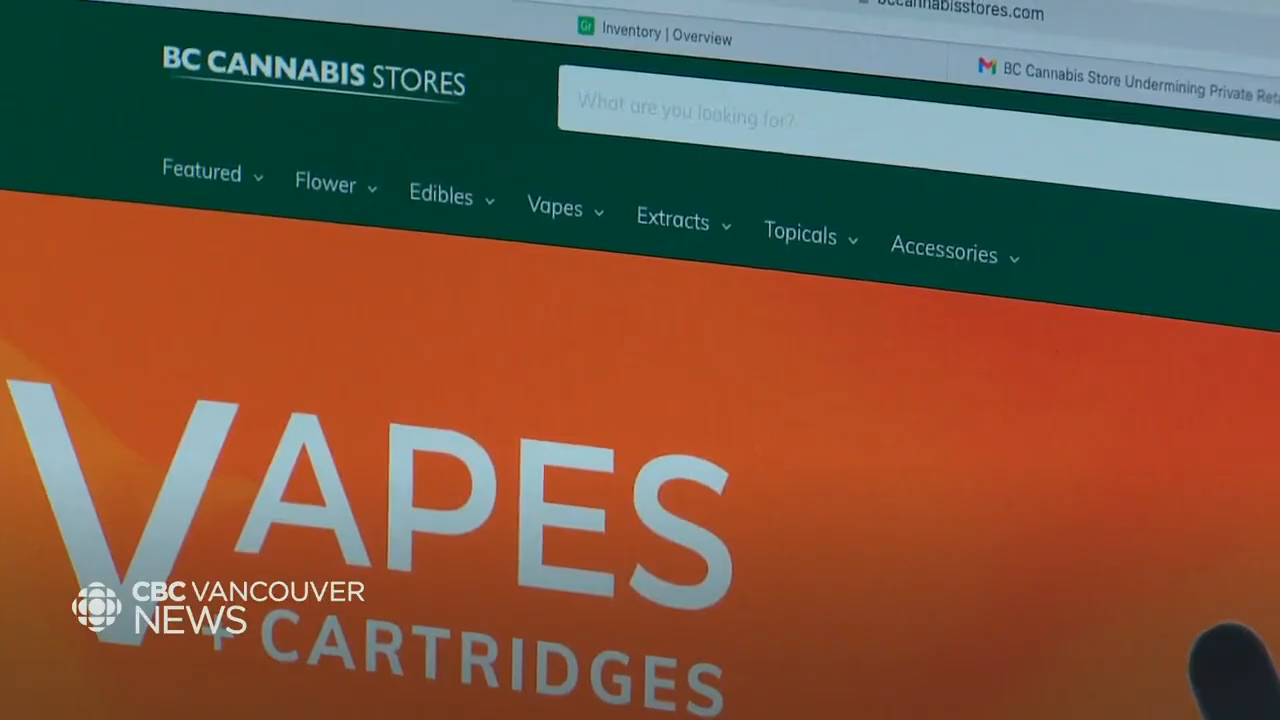 bccannabisstores.com
Inventory | Overview
BC Cannabis Store Undermining Private Reta
BC CANNABIS STORES
What are you looking for?
Featured
Flower
Edibles
Vapes
Extracts
Topicals
Accessories
VAPES
+ CARTRIDGES
CBC VANCOUVER
NEWS